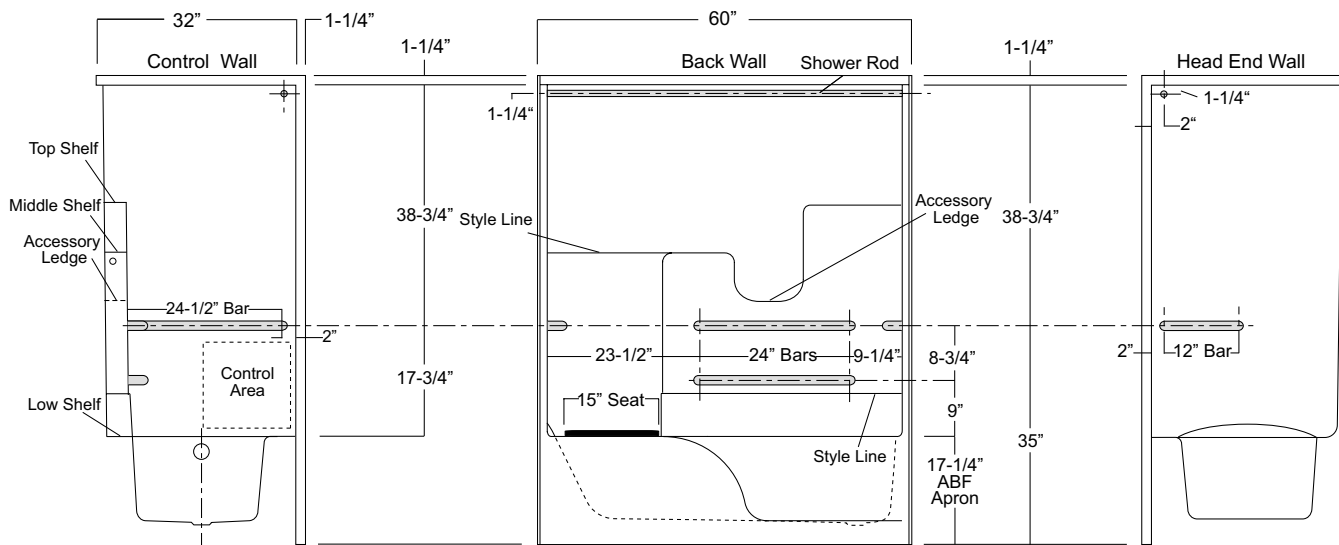 32”
1-1/4”
Control Wall
60”
Back Wall
Shower Rod
1-1/4”
1-1/4”
Head End Wall
1-1/4“
1-1/4“
2“
Top Shelf
Middle Shelf
Accessory
Ledge
38-3/4”
Style Line
Accessory
Ledge
38-3/4”
24-1/2” Bar
2”
Control
Area
17-3/4”
Low Shelf
23-1/2”
24” Bars
9-1/4”
8-3/4”
15” Seat
9”
Style Line
17-1/4”
ABF
Apron
35”
2”
12” Bar